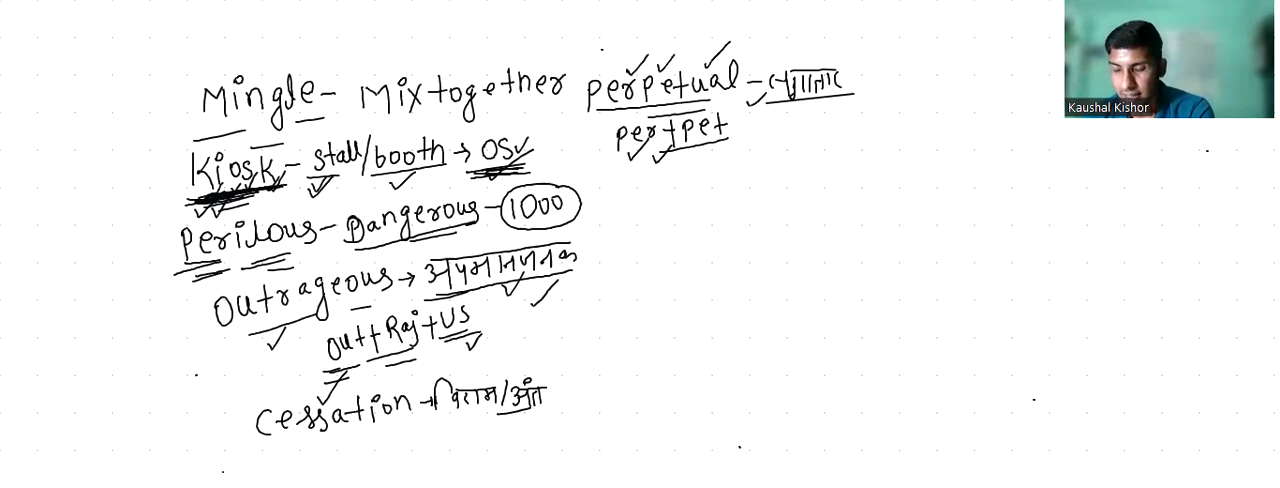 Mingle - Mix together
Kiosk - stall/booth → OS
Perilous - Dangerous - 1000
Outrageous → अपमानजनक
Out + Raj + US
Cessation → विराम/अंत
Perpetual - लगातार
per + pet
Kaushal Kishor